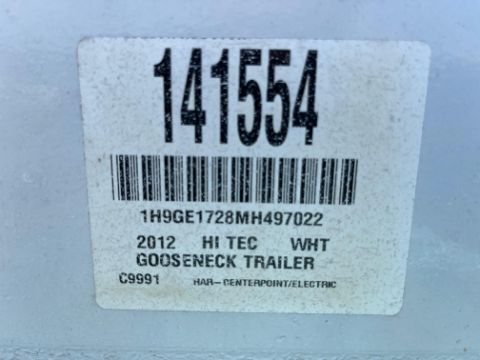 141554
1H9GE1728MH497022
2012 HI TEC WHT
GOOSENECK TRAILER
C9991 HAR-CENTERPOINT/ELECTRIC